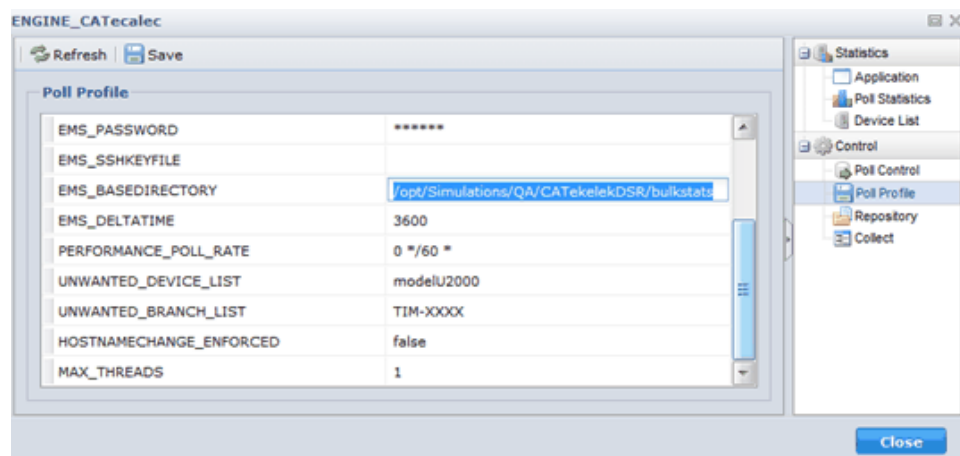 ENGINE_CATecalec
Refresh Save
Poll Profile
EMS_PASSWORD ******
EMS_SSHKEYFILE
EMS_BASEDIRECTORY /opt/Simulations/QA/CATekelekDSR/bulkstats
EMS_DELTATIME 3600
PERFORMANCE_POLL_RATE 0 */60 *
UNWANTED_DEVICE_LIST modelU2000
UNWANTED_BRANCH_LIST TIM-XXXX
HOSTNAMECHANGE_ENFORCED false
MAX_THREADS 1
Statistics
Application
Poll Statistics
Device List
Control
Poll Control
Poll Profile
Repository
Collect
Close